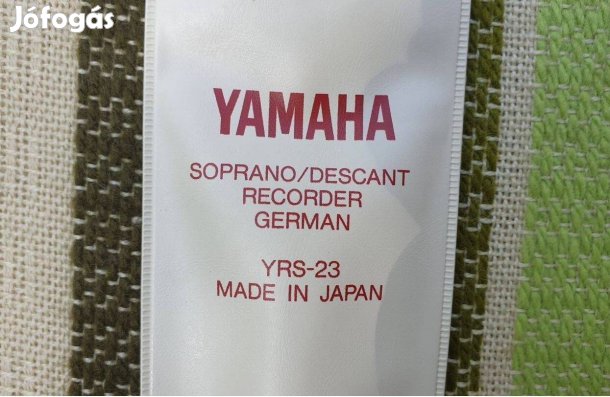 Jófogás
YAMAHA
SOPRANO/DESCANT
RECORDER
GERMAN
YRS-23
MADE IN JAPAN